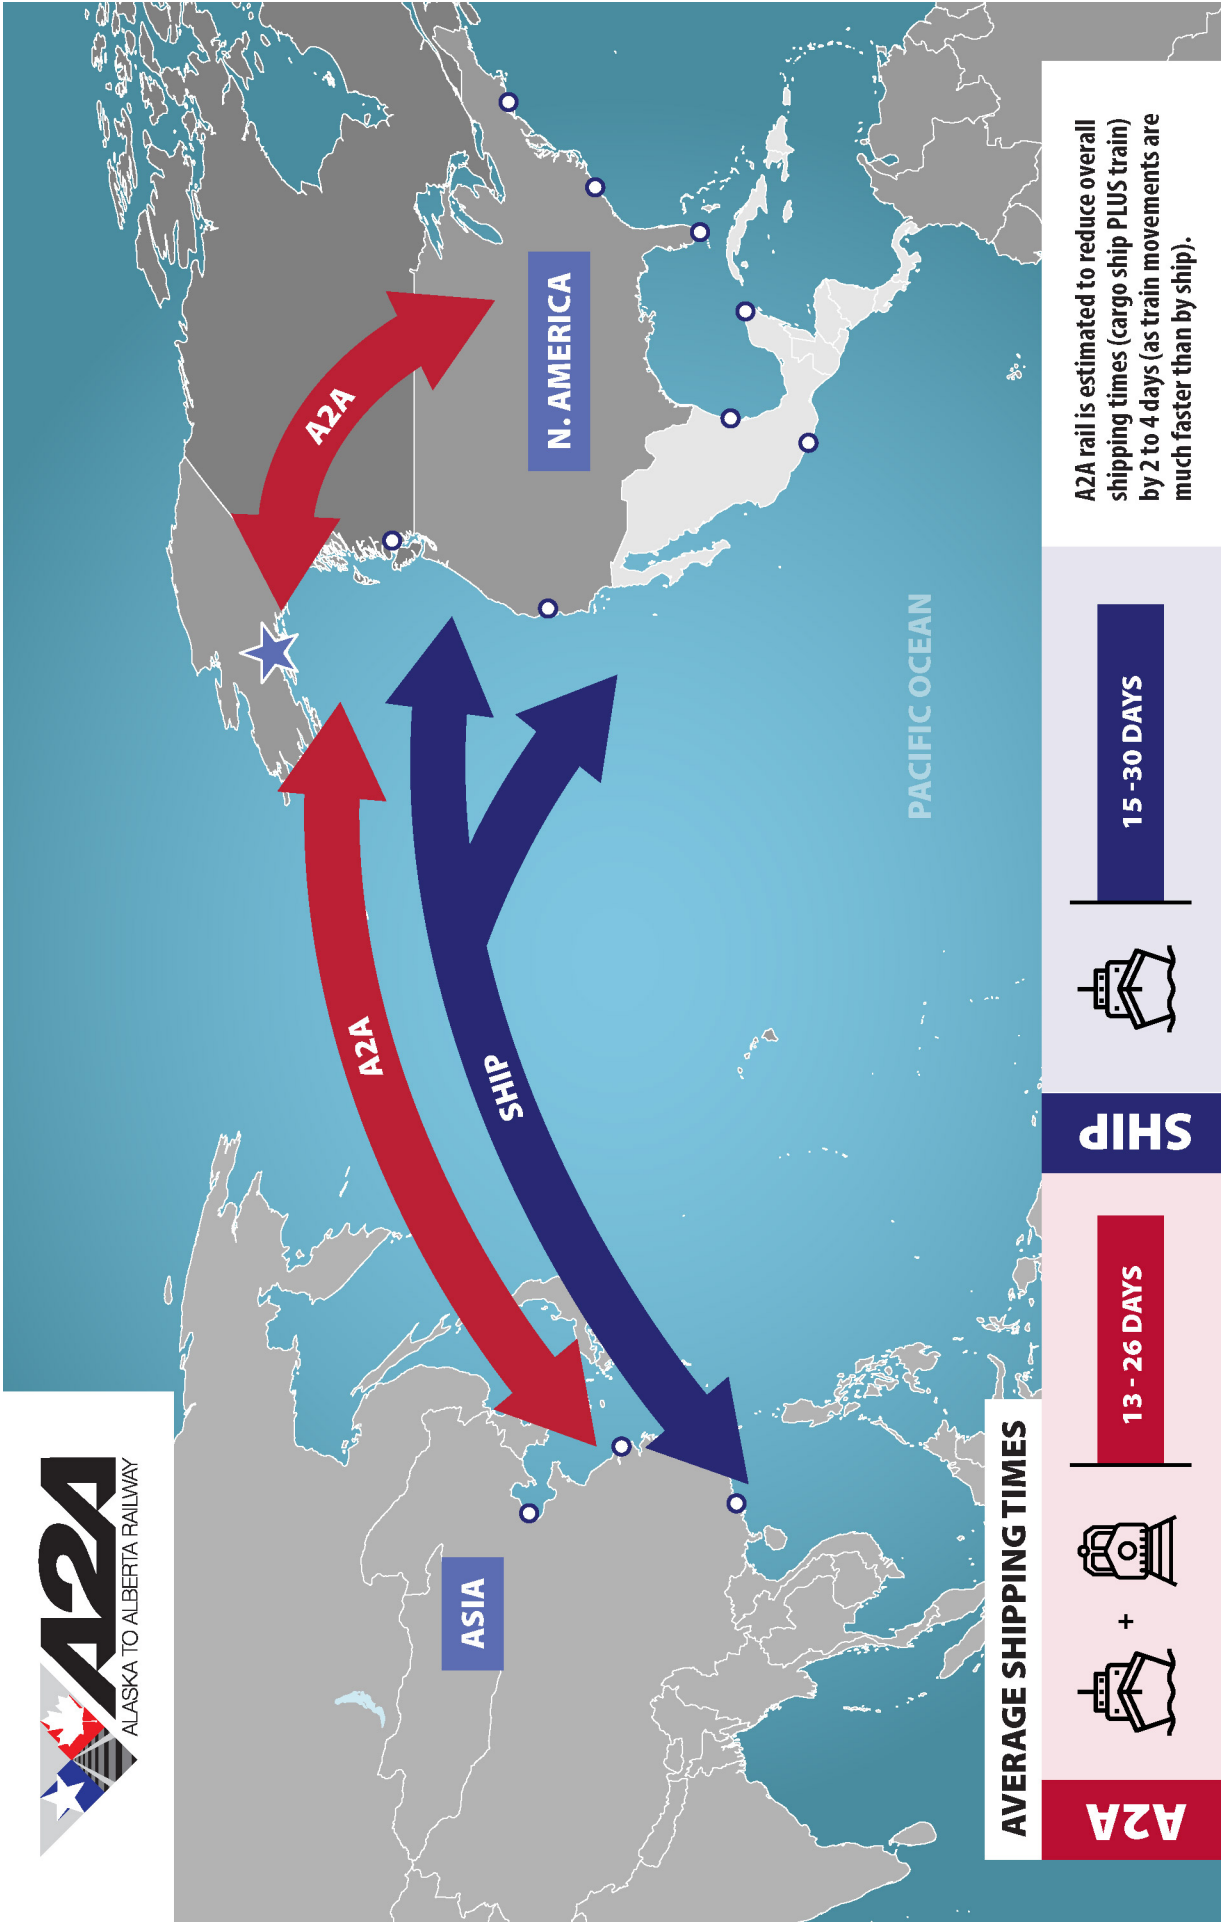 A2A
ALASKA TO ALBERTA RAILWAY
A2A
A2A
SHIP
ASIA
N. AMERICA
PACIFIC OCEAN
AVERAGE SHIPPING TIMES
A2A
+
13 - 26 DAYS
SHIP
15 -30 DAYS
A2A rail is estimated to reduce overall
shipping times (cargo ship PLUS train)
by 2 to 4 days (as train movements are
much faster than by ship).